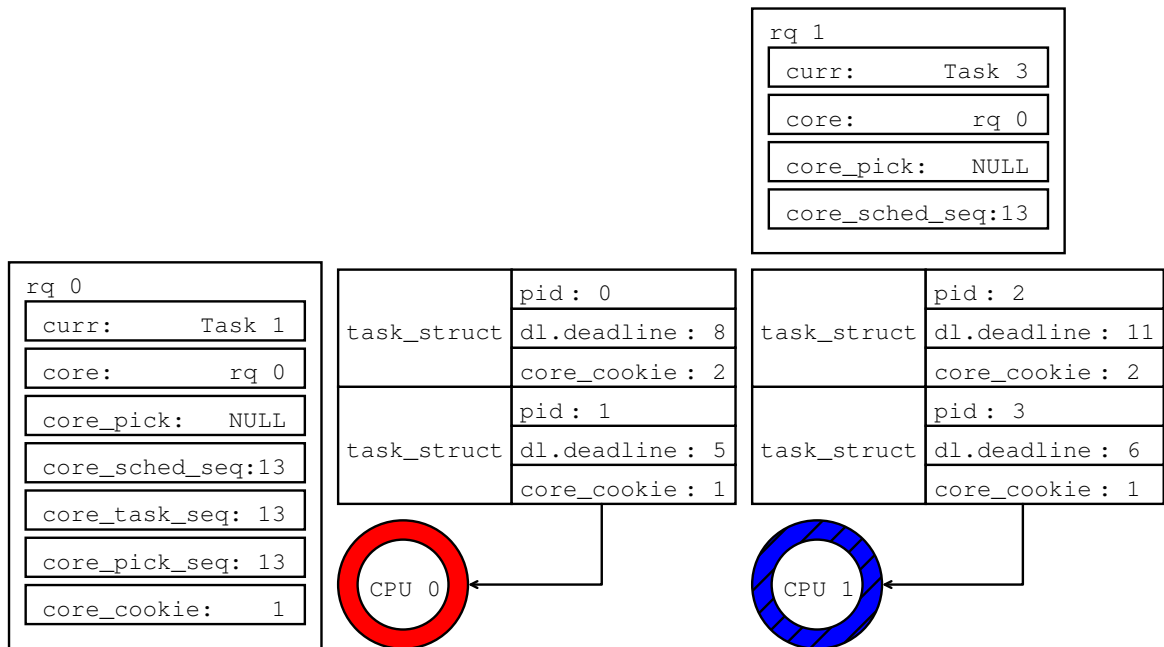 rq 1
curr: Task 3
core: rq 0
core_pick: NULL
core_sched_seq:13
rq 0
curr: Task 1
core: rq 0
core_pick: NULL
core_sched_seq:13
core_task_seq: 13
core_pick_seq: 13
core_cookie: 1
task_struct
pid : 0
dl.deadline : 8
core_cookie : 2
task_struct
pid : 1
dl.deadline : 5
core_cookie : 1
CPU 0
task_struct
pid : 2
dl.deadline : 11
core_cookie : 2
task_struct
pid : 3
dl.deadline : 6
core_cookie : 1
CPU 1